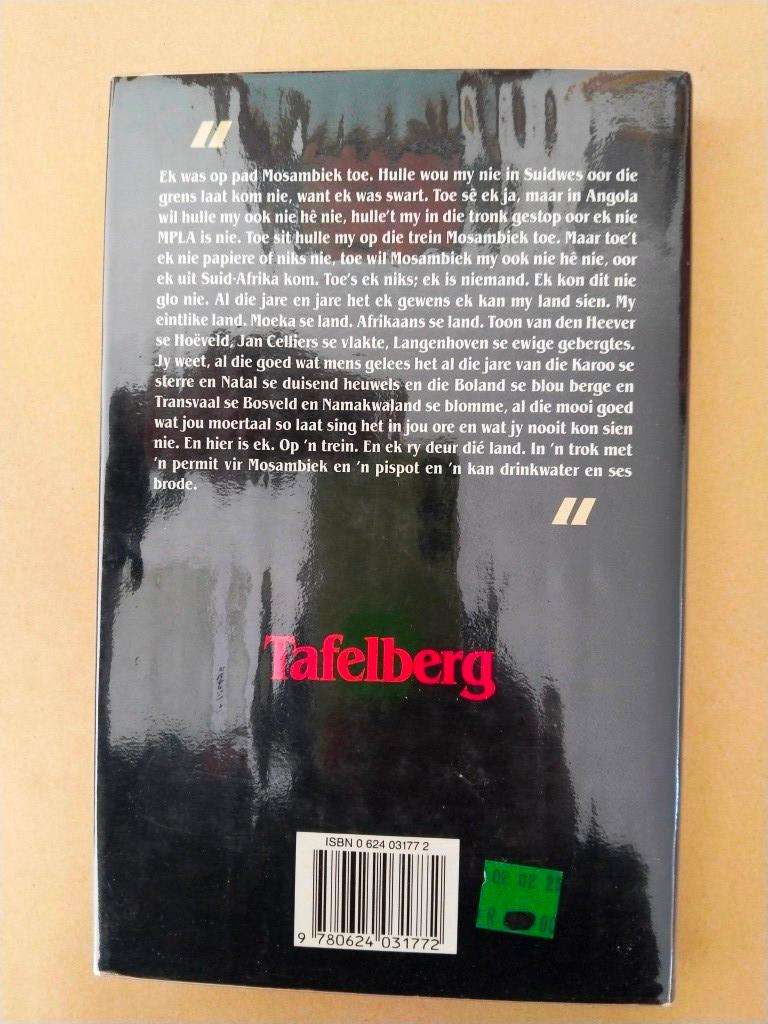 "
Ek was op pad Mosambiek toe. Hulle wou my nie in Suidwes oor die
grens laat kom nie, want ek was swart. Toe sê ek ja, maar in Angola
wil hulle my ook nie hê nie, hulle't my in die tronk gestop oor ek nie
MPLA is nie. Toe sit hulle my op die trein Mosambiek toe. Maar toe't
ek nie papiere of niks nie, toe wil Mosambiek my ook nie hê nie, oor
ek uit Suid-Afrika kom. Toe's ek niks; ek is niemand. Ek kon dit nie
glo nie. Al die jare en jare het ek gewens ek kan my land sien. My
eintlike land. Moeka se land. Afrikaans se land. Toon van den Heever
se Hoëveld, Jan Celliers se vlakte, Langenhoven se ewige gebergtes.
Jy weet, al die goed wat mens gelees het al die jare van die Karoo se
sterre en Natal se duisend heuwels en die Boland se blou berge en
Transvaal se Bosveld en Namakwaland se blomme, al die mooi goed
wat jou moertaal so laat sing het in jou ore en wat jy nooit kon sien
nie. En hier is ek. Op 'n trein. En ek ry deur dié land. In 'n trok met
'n permit vir Mosambiek en 'n pispot en 'n kan drinkwater en ses
brode.
"
Tafelberg
ISBN 0 624 03177 2
9 780624 031772
R